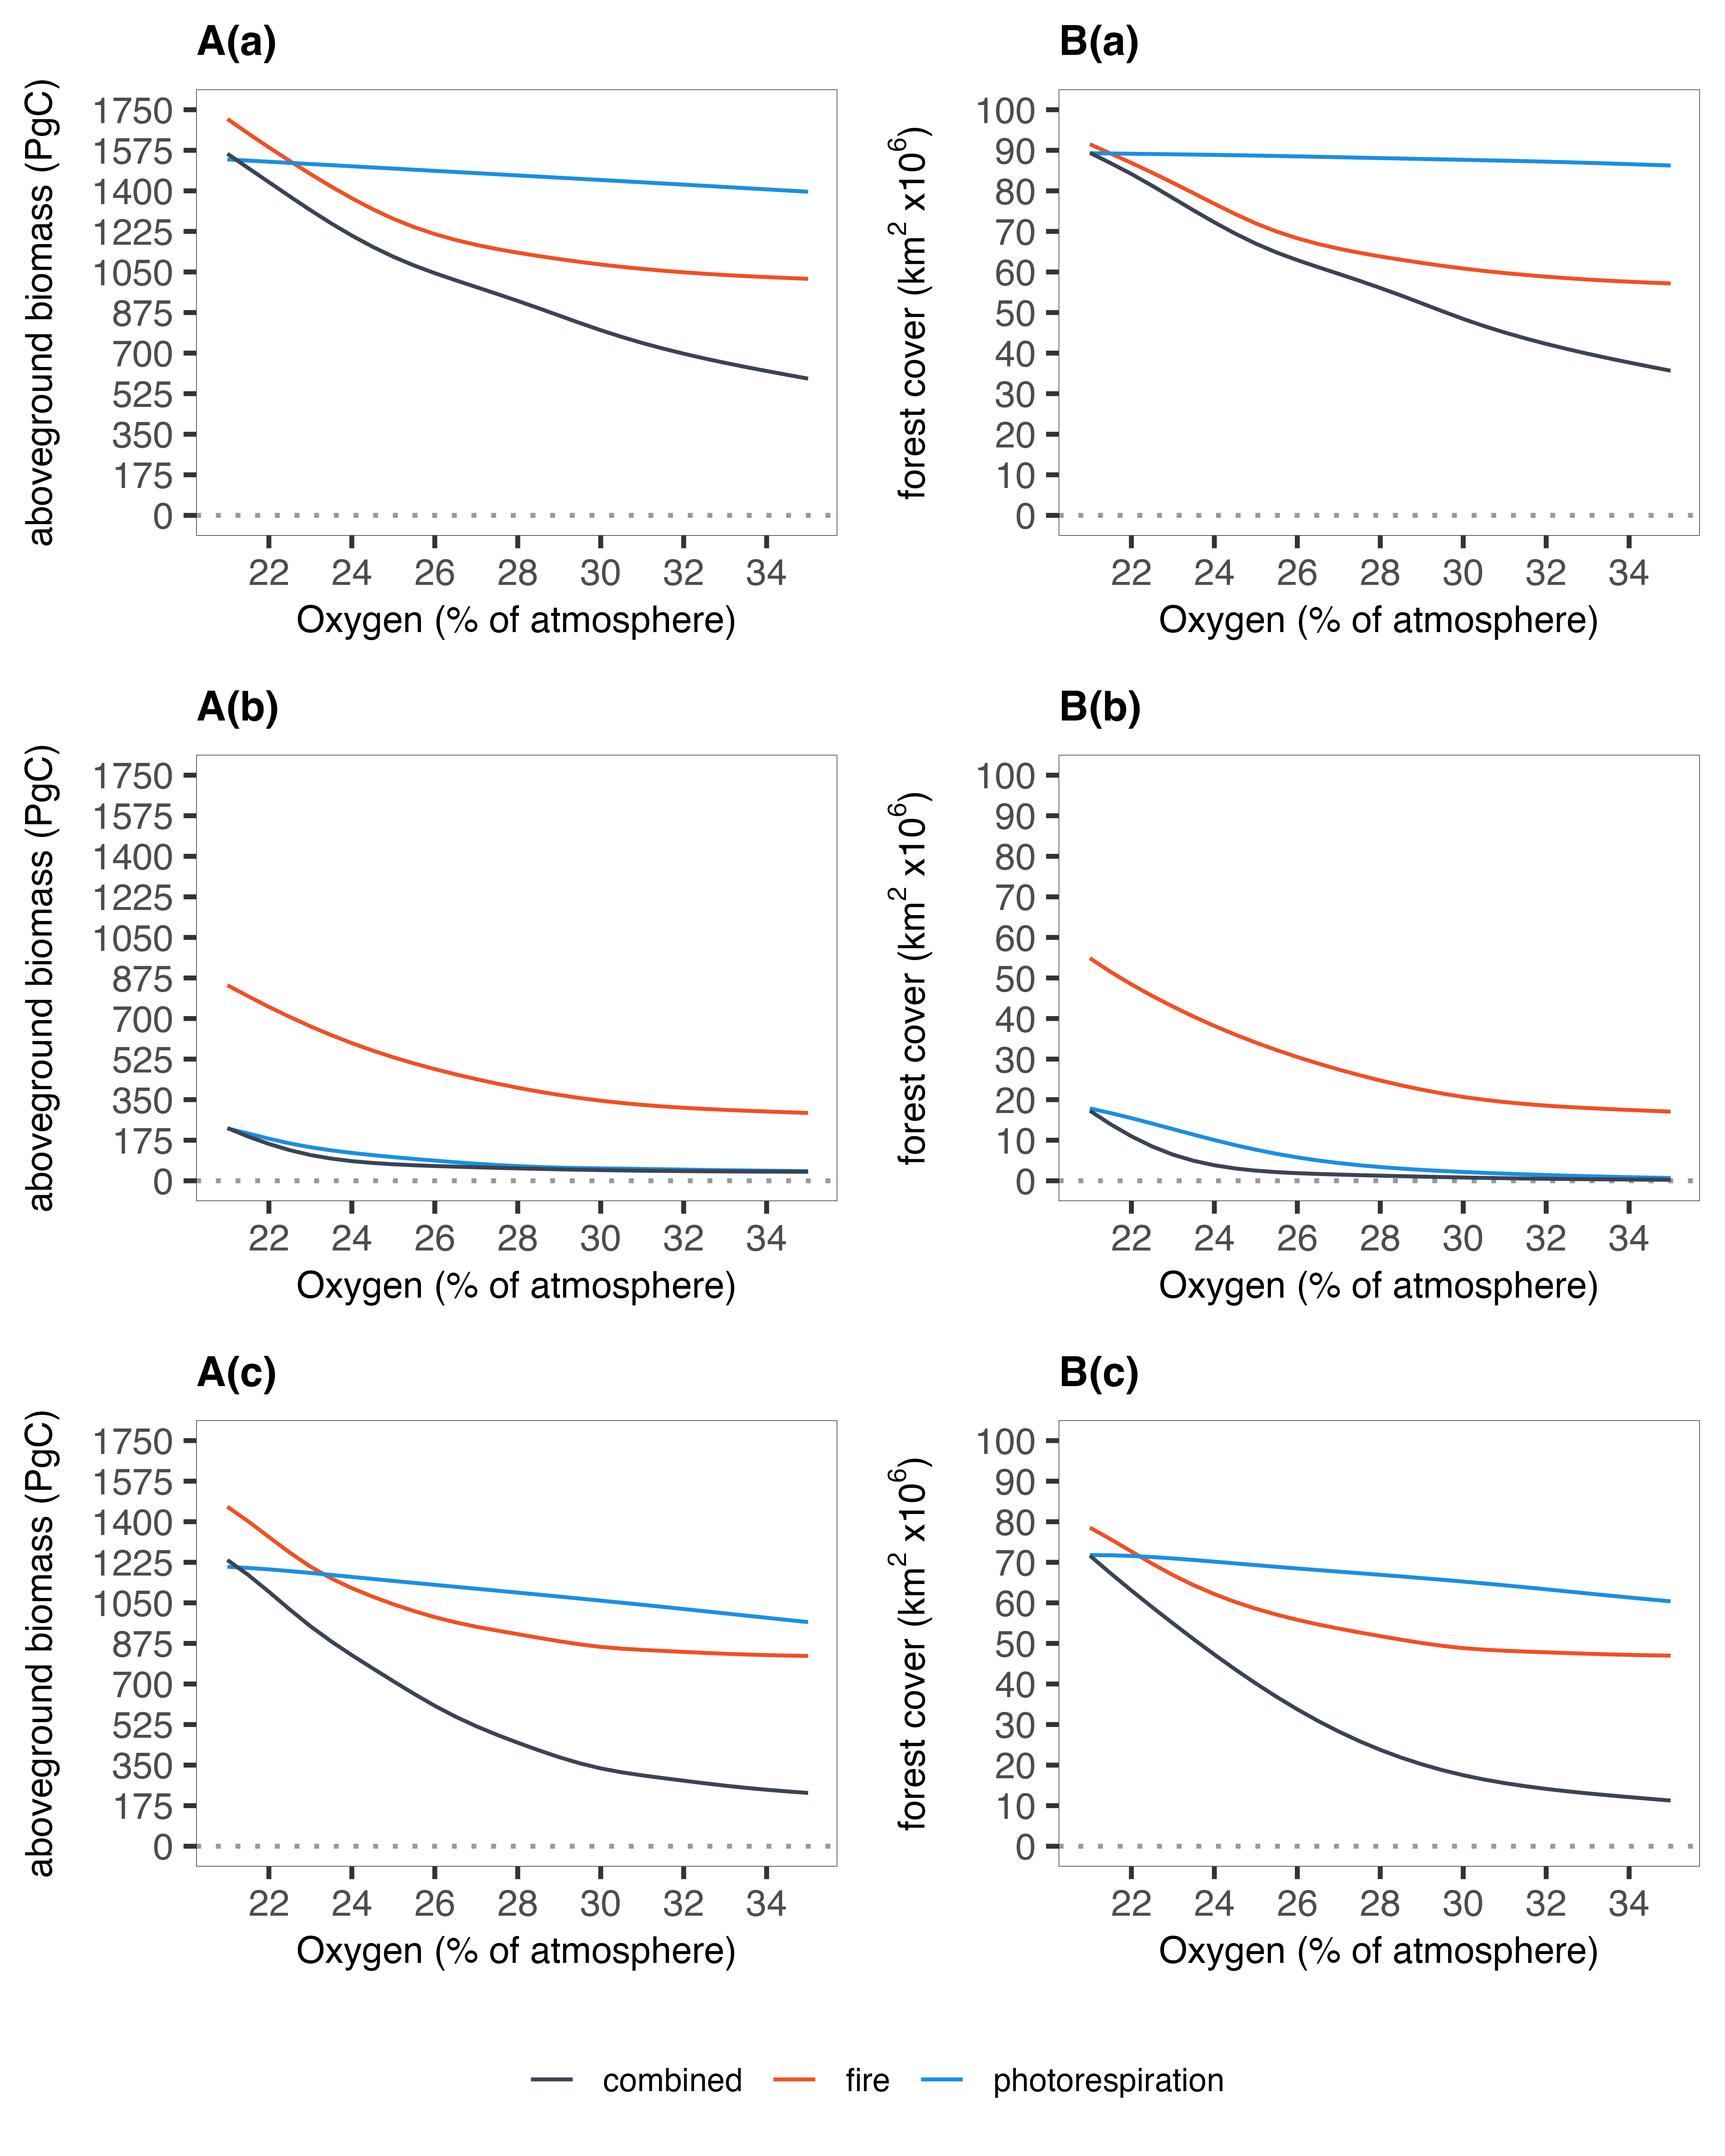 A(a)
aboveground biomass (PgC)
1750
1575
1400
1225
1050
875
700
525
350
175
0
22 24 26 28 30 32 34
Oxygen (% of atmosphere)
B(a)
forest cover (km² x10⁶)
100
90
80
70
60
50
40
30
20
10
0
22 24 26 28 30 32 34
Oxygen (% of atmosphere)
A(b)
aboveground biomass (PgC)
1750
1575
1400
1225
1050
875
700
525
350
175
0
22 24 26 28 30 32 34
Oxygen (% of atmosphere)
B(b)
forest cover (km² x10⁶)
100
90
80
70
60
50
40
30
20
10
0
22 24 26 28 30 32 34
Oxygen (% of atmosphere)
A(c)
aboveground biomass (PgC)
1750
1575
1400
1225
1050
875
700
525
350
175
0
22 24 26 28 30 32 34
Oxygen (% of atmosphere)
B(c)
forest cover (km² x10⁶)
100
90
80
70
60
50
40
30
20
10
0
22 24 26 28 30 32 34
Oxygen (% of atmosphere)
combined fire photorespiration